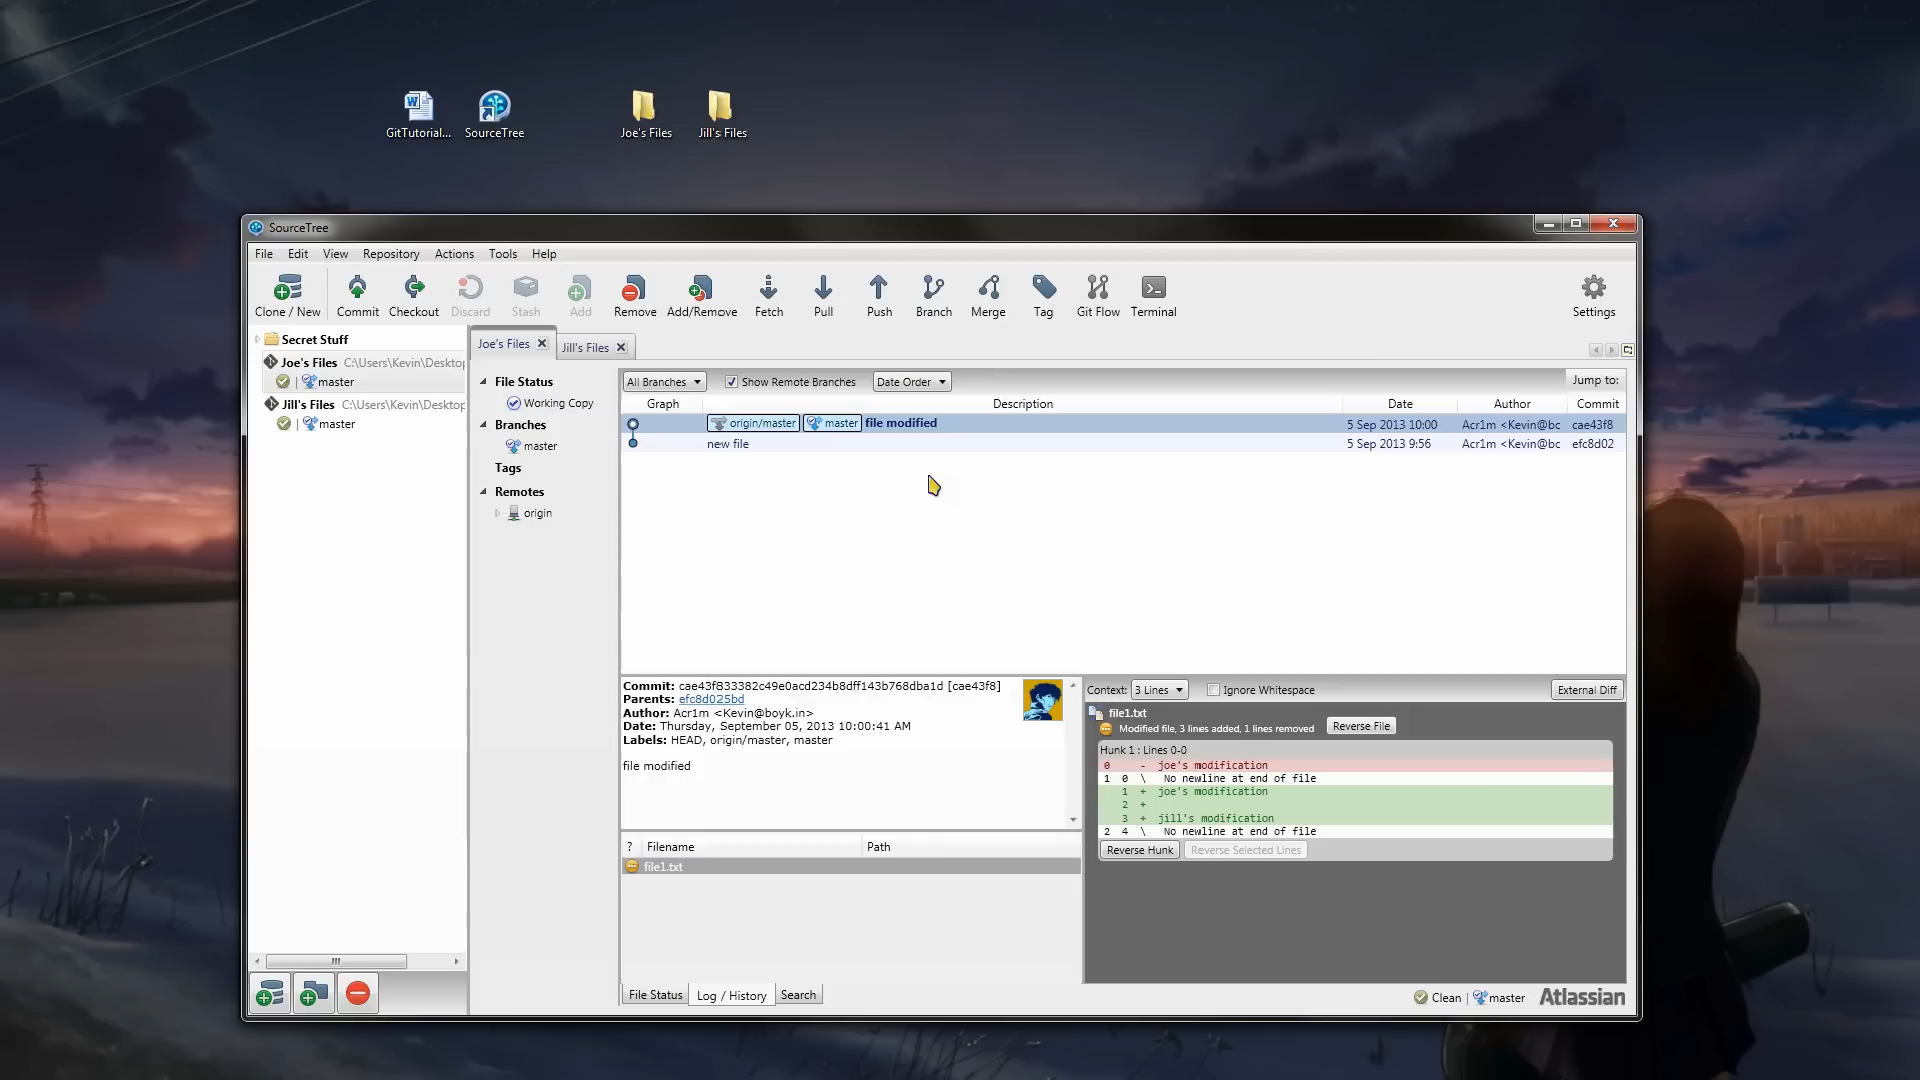 GitTutorial...
SourceTree
Joe's Files
Jill's Files
SourceTree
File Edit View Repository Actions Tools Help
Clone / New Commit Checkout Discard Stash Add Remove Add/Remove Fetch Pull Push Branch Merge Tag Git Flow Terminal Settings
Secret Stuff
Joe's Files C:\Users\Kevin\Desktop
master
Jill's Files C:\Users\Kevin\Desktop
master
Joe's Files
Jill's Files
File Status
Working Copy
Branches
master
Tags
Remotes
origin
All Branches Show Remote Branches Date Order Jump to:
Graph Description Date Author Commit
origin/master master file modified 5 Sep 2013 10:00 Acr1m <Kevin@bc cae43f8
new file 5 Sep 2013 9:56 Acr1m <Kevin@bc efc8d02
Commit: cae43f833382c49e0acd234b8dff143b768dba1d [cae43f8]
Parents: efc8d025bd
Author: Acr1m <Kevin@boyk.in>
Date: Thursday, September 05, 2013 10:00:41 AM
Labels: HEAD, origin/master, master
file modified
? Filename Path
file1.txt
Context: 3 Lines Ignore Whitespace External Diff
file1.txt
Modified file, 3 lines added, 1 lines removed Reverse File
Hunk 1 : Lines 0-0
0 - joe's modification
1 0 \ No newline at end of file
1 + joe's modification
2 +
3 + jill's modification
2 4 \ No newline at end of file
Reverse Hunk Reverse Selected Lines
File Status Log / History Search
Clean master Atlassian